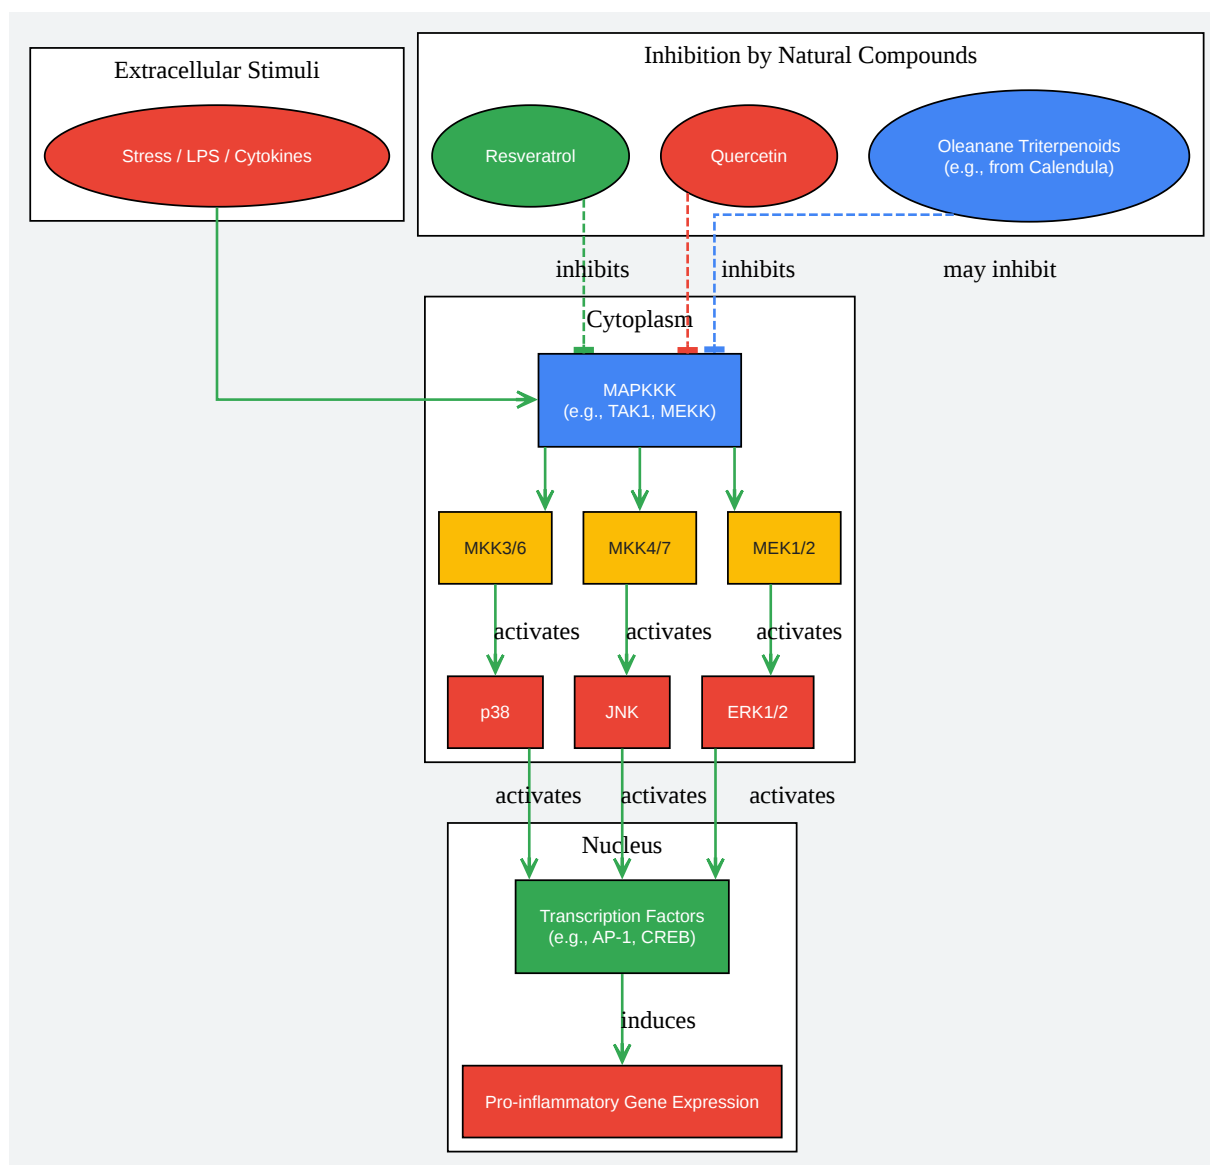 Extracellular Stimuli
Stress / LPS / Cytokines
Inhibition by Natural Compounds
Resveratrol
Quercetin
Oleanane Triterpenoids
(e.g., from Calendula)
inhibits
inhibits
may inhibit
Cytoplasm
MAPKKK
(e.g., TAK1, MEKK)
MKK3/6
MKK4/7
MEK1/2
activates
activates
activates
p38
JNK
ERK1/2
activates
activates
activates
Nucleus
Transcription Factors
(e.g., AP-1, CREB)
induces
Pro-inflammatory Gene Expression